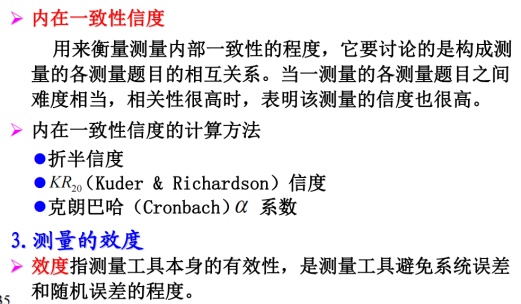 ➢ 内在一致性信度
用来衡量测量内部一致性的程度，它要讨论的是构成测
量的各测量题目的相互关系。当一测量的各测量题目之间
难度相当，相关性很高时，表明该测量的信度也很高。
➢ 内在一致性信度的计算方法
●折半信度
●KR₂₀（Kuder & Richardson）信度
●克朗巴哈（Cronbach）α 系数
3.测量的效度
➢ 效度指测量工具本身的有效性，是测量工具避免系统误差
和随机误差的程度。